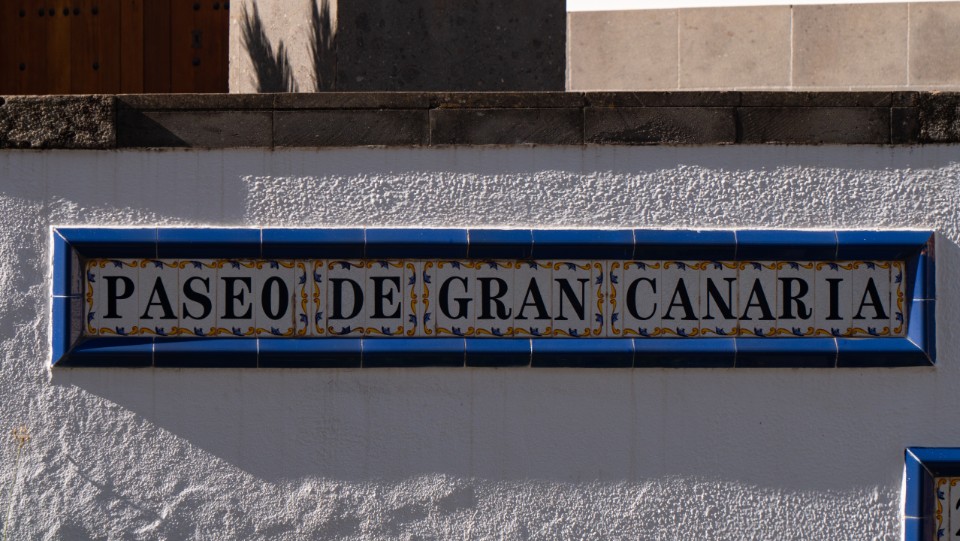 PASEO DE GRAN CANARIA